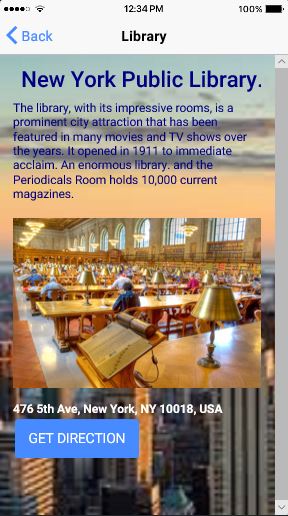 12:34 PM 100%
Back Library
New York Public Library.
The library, with its impressive rooms, is a
prominent city attraction that has been
featured in many movies and TV shows over
the years. It opened in 1911 to immediate
acclaim. An enormous library. and the
Periodicals Room holds 10,000 current
magazines.
476 5th Ave, New York, NY 10018, USA
GET DIRECTION